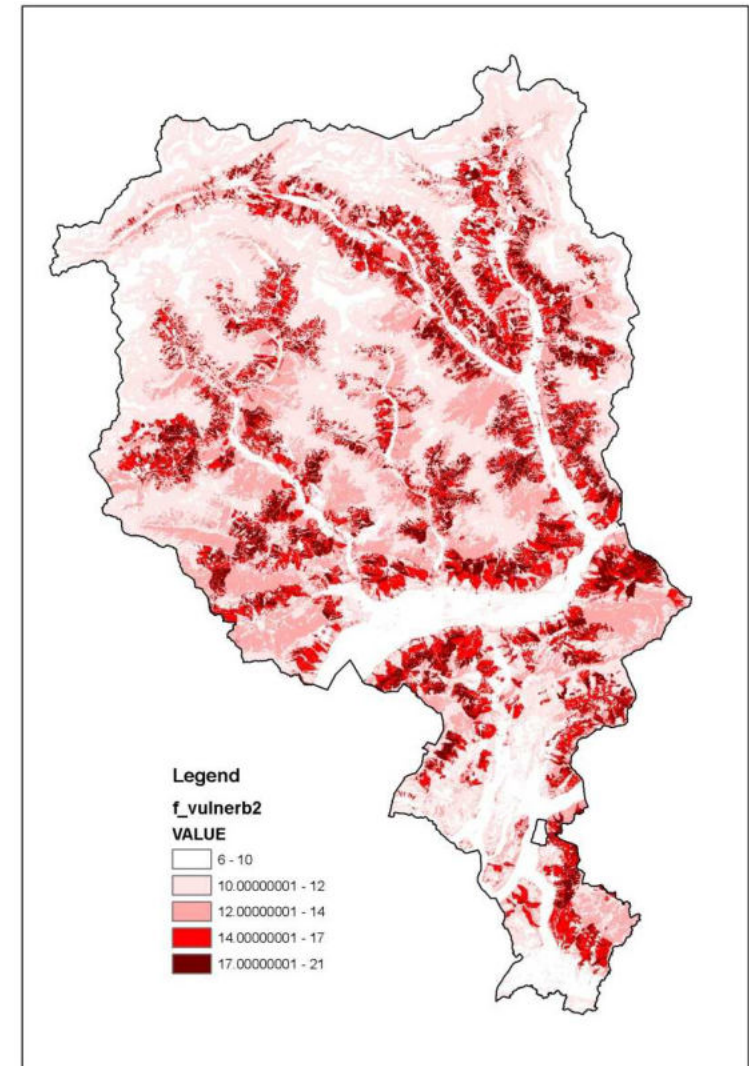 Legend
f_vulnerb2
VALUE
6 - 10
10.00000001 - 12
12.00000001 - 14
14.00000001 - 17
17.00000001 - 21